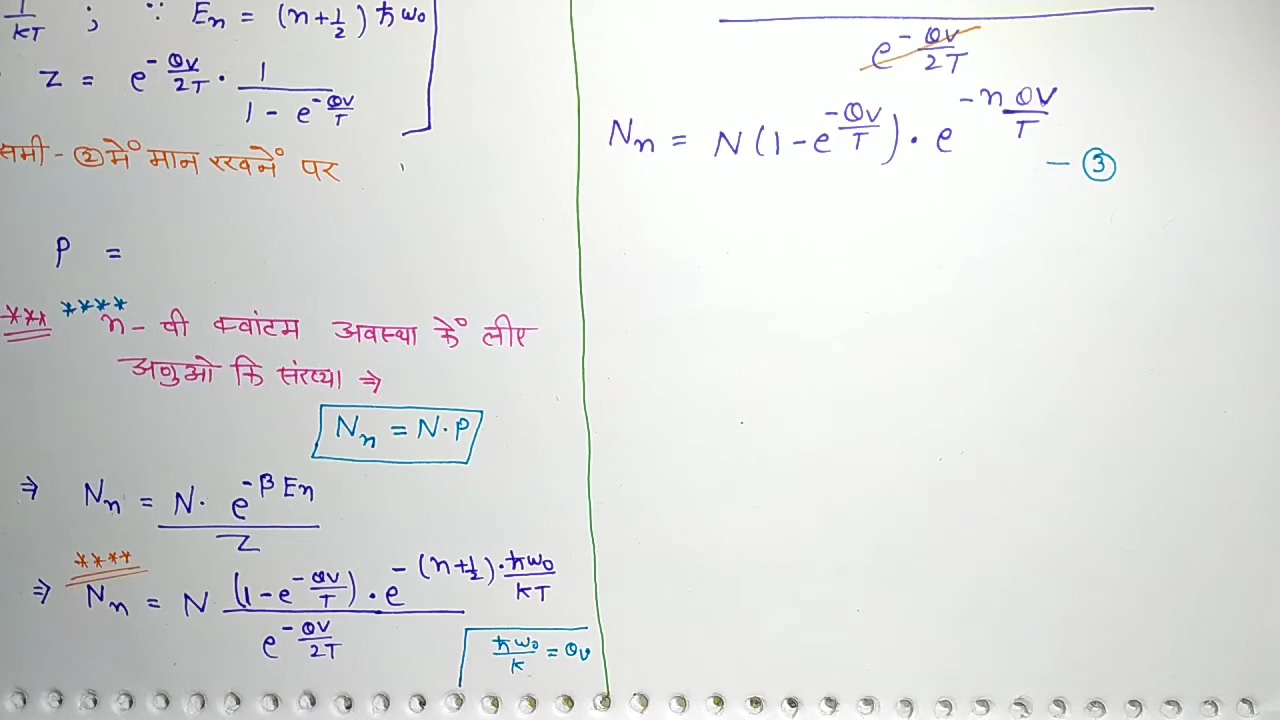 1/KT ; ∵ En = (n+1/2) ℏω₀
Z = e^(-θv/2T) · 1/(1 - e^(-θv/T))
समी - ② में मान रखनें पर
P =
*** **** n - वी क्वांटम अवस्था कें लीए
अनुओ कि संख्या ⇒
Nn = N·P
⇒ Nn = N· e^(-βEn) / Z
****
⇒ Nn = N (1-e^(-θv/T)) · e^(-(n+1/2)·ℏω₀/KT) / e^(-θv/2T)
ℏω₀/K = θv
e^(-θv/2T)
Nn = N(1-e^(-θv/T)) · e^(-nθv/T)
— ③